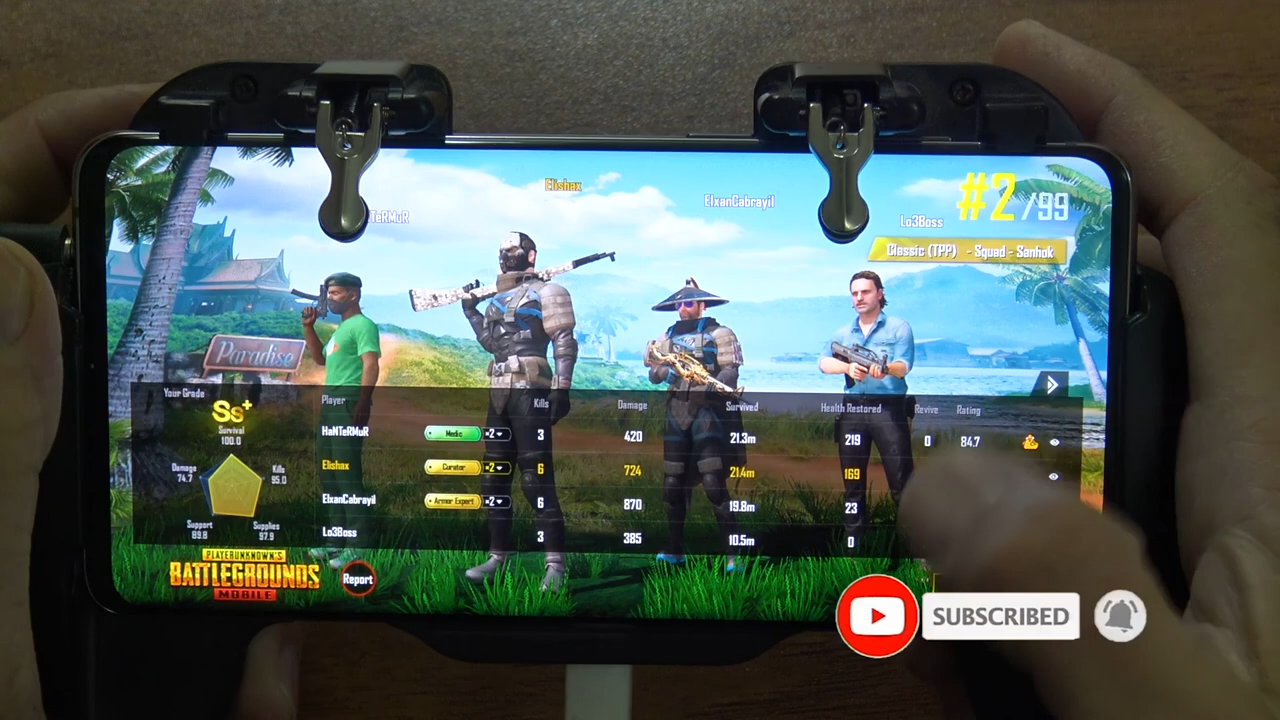 Elishax
ElxanCabrayil
TeRMuR
Lo3Boss
#2/99
Classic (TPP) - Squad - Sanhok
Paradise
Your Grade
Ss+
Survival
100.0
Damage
74.7
Kills
95.0
Support
89.8
Supplies
97.9
Player Kills Damage Survived Health Restored Revive Rating
HaNTeRMuR Medic ×2 3 420 21.3m 219 0 84.7
Elishax Curator ×2 6 724 21.4m 169
ElxanCabrayil Armor Expert ×2 6 870 19.8m 23
Lo3Boss 3 385 10.5m 0
PLAYERUNKNOWN'S
BATTLEGROUNDS
MOBILE
Report
SUBSCRIBED